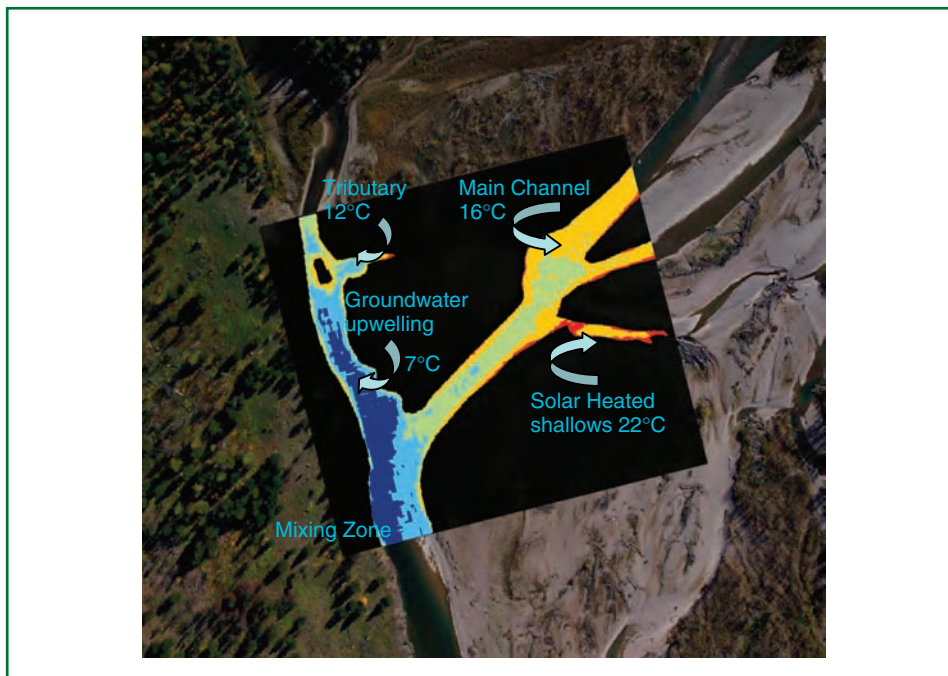 Tributary
12°C
Main Channel
16°C
Groundwater
upwelling
7°C
Solar Heated
shallows 22°C
Mixing Zone